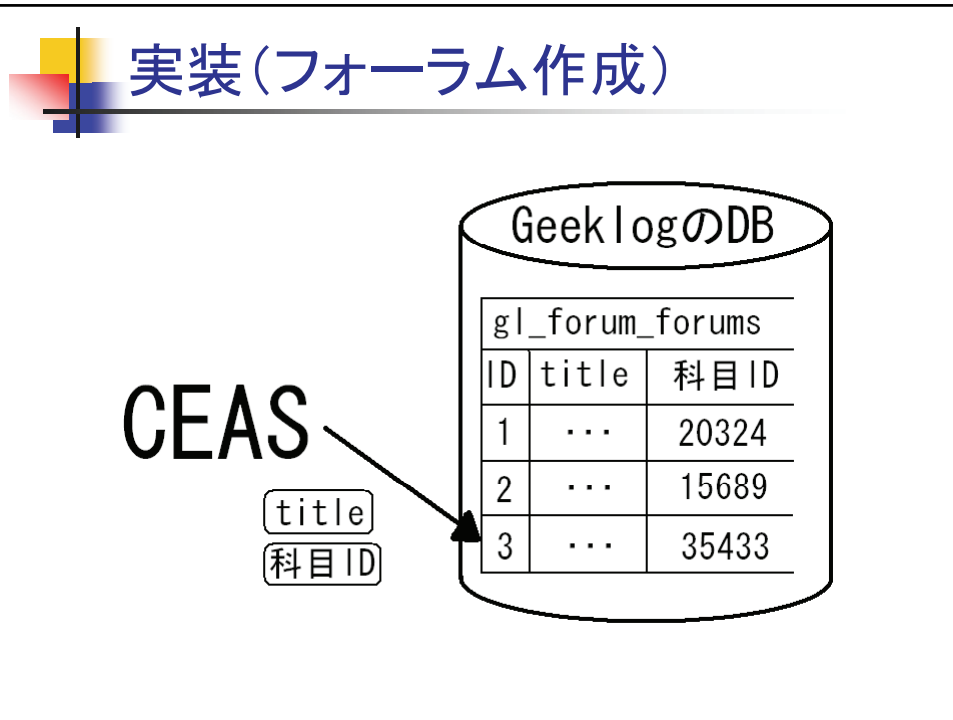 実装(フォーラム作成)
GeeklogのDB
gl_forum_forums
ID title 科目ID
1 ･･･ 20324
2 ･･･ 15689
3 ･･･ 35433
CEAS
title
科目ID